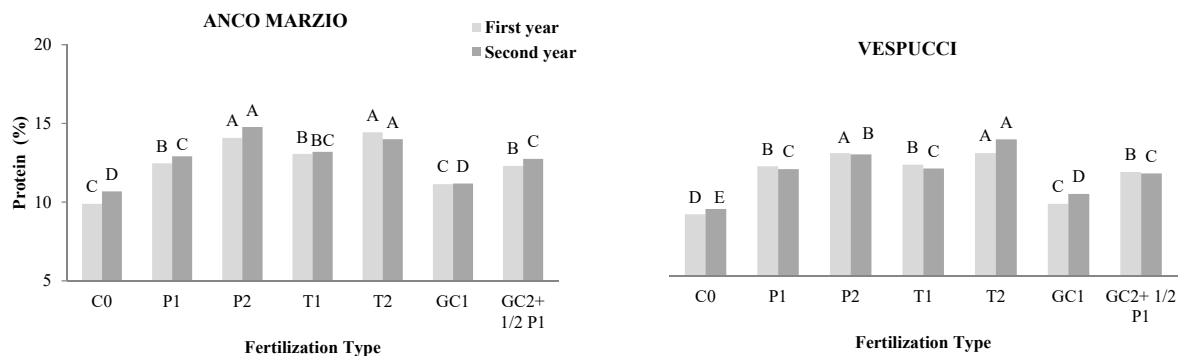 ANCO MARZIO
First year
Second year
Protein (%)
20
15
10
5
C D
B C
A A
B BC
A A
C D
B C
C0 P1 P2 T1 T2 GC1 GC2+
1/2 P1
Fertilization Type
VESPUCCI
D E
B C
A B
B C
A A
C D
B C
C0 P1 P2 T1 T2 GC1 GC2+ 1/2
P1
Fertilization Type